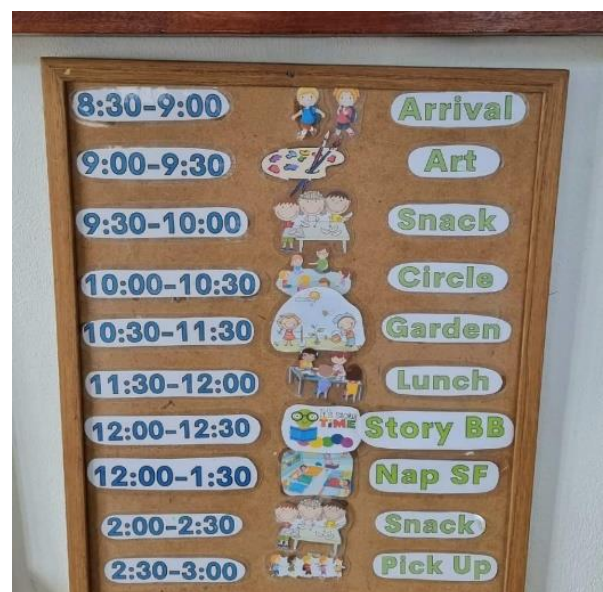 8:30-9:00 Arrival
9:00-9:30 Art
9:30-10:00 Snack
10:00-10:30 Circle
10:30-11:30 Garden
11:30-12:00 Lunch
12:00-12:30 TiME Story BB
12:00-1:30 Nap SF
2:00-2:30 Snack
2:30-3:00 Pick Up